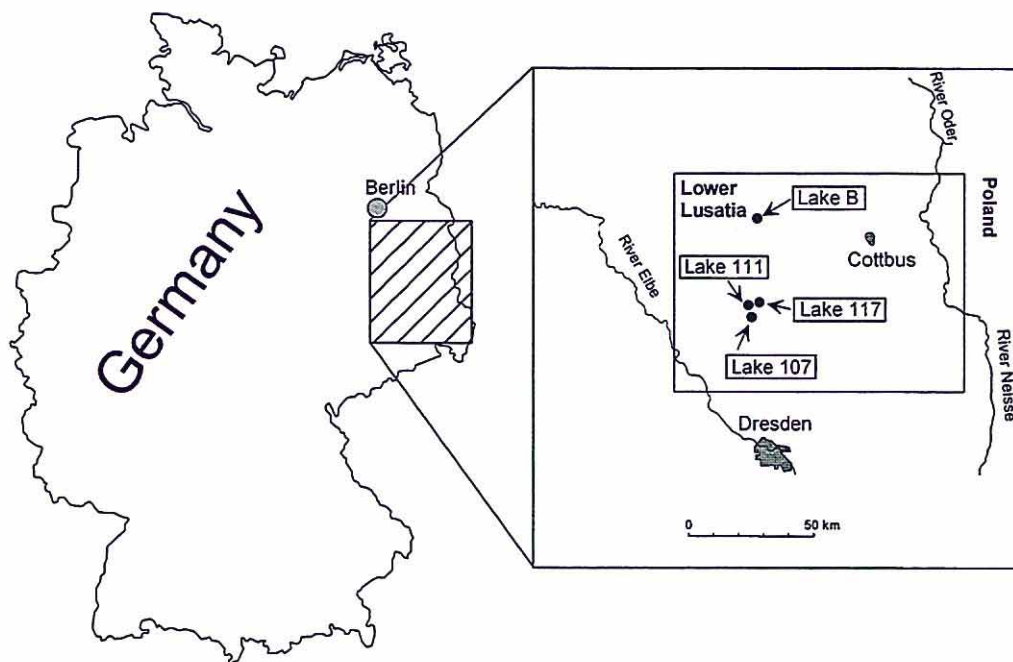 Germany
Berlin
River Oder
Poland
Lower
Lusatia
Lake B
Cottbus
River Elbe
Lake 111
Lake 117
Lake 107
River Neisse
Dresden
0 50 km